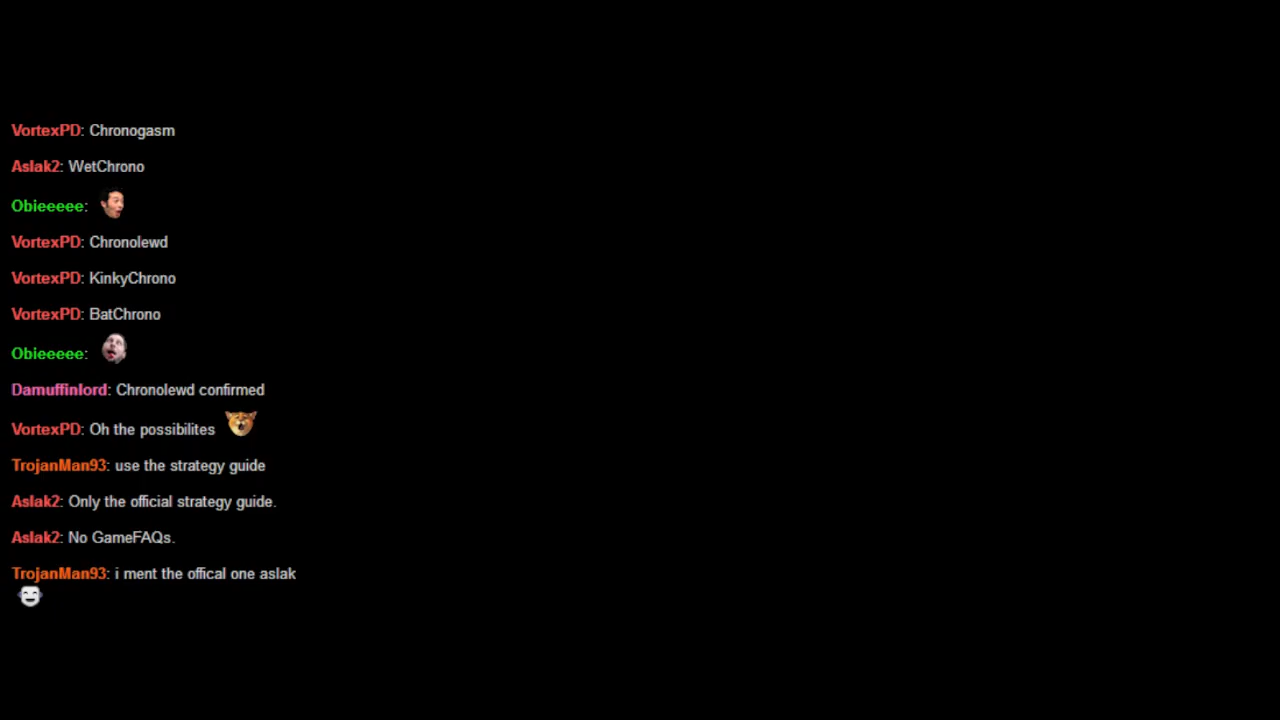 VortexPD: Chronogasm
Aslak2: WetChrono
Obieeeee:
VortexPD: Chronolewd
VortexPD: KinkyChrono
VortexPD: BatChrono
Obieeeee:
Damuffinlord: Chronolewd confirmed
VortexPD: Oh the possibilites
TrojanMan93: use the strategy guide
Aslak2: Only the official strategy guide.
Aslak2: No GameFAQs.
TrojanMan93: i ment the offical one aslak